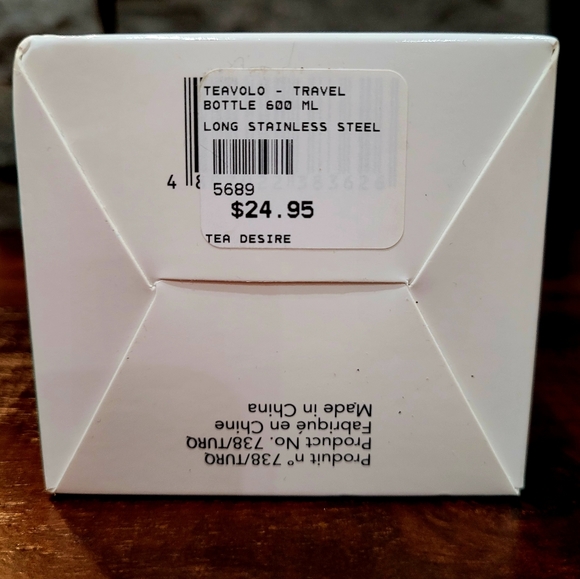 TEAVOLO - TRAVEL
BOTTLE 600 ML
LONG STAINLESS STEEL
4
5689
$24.95
TEA DESIRE
Produit n° 738/TURQ
Product No. 738/TURQ
Fabriqué en Chine
Made in China